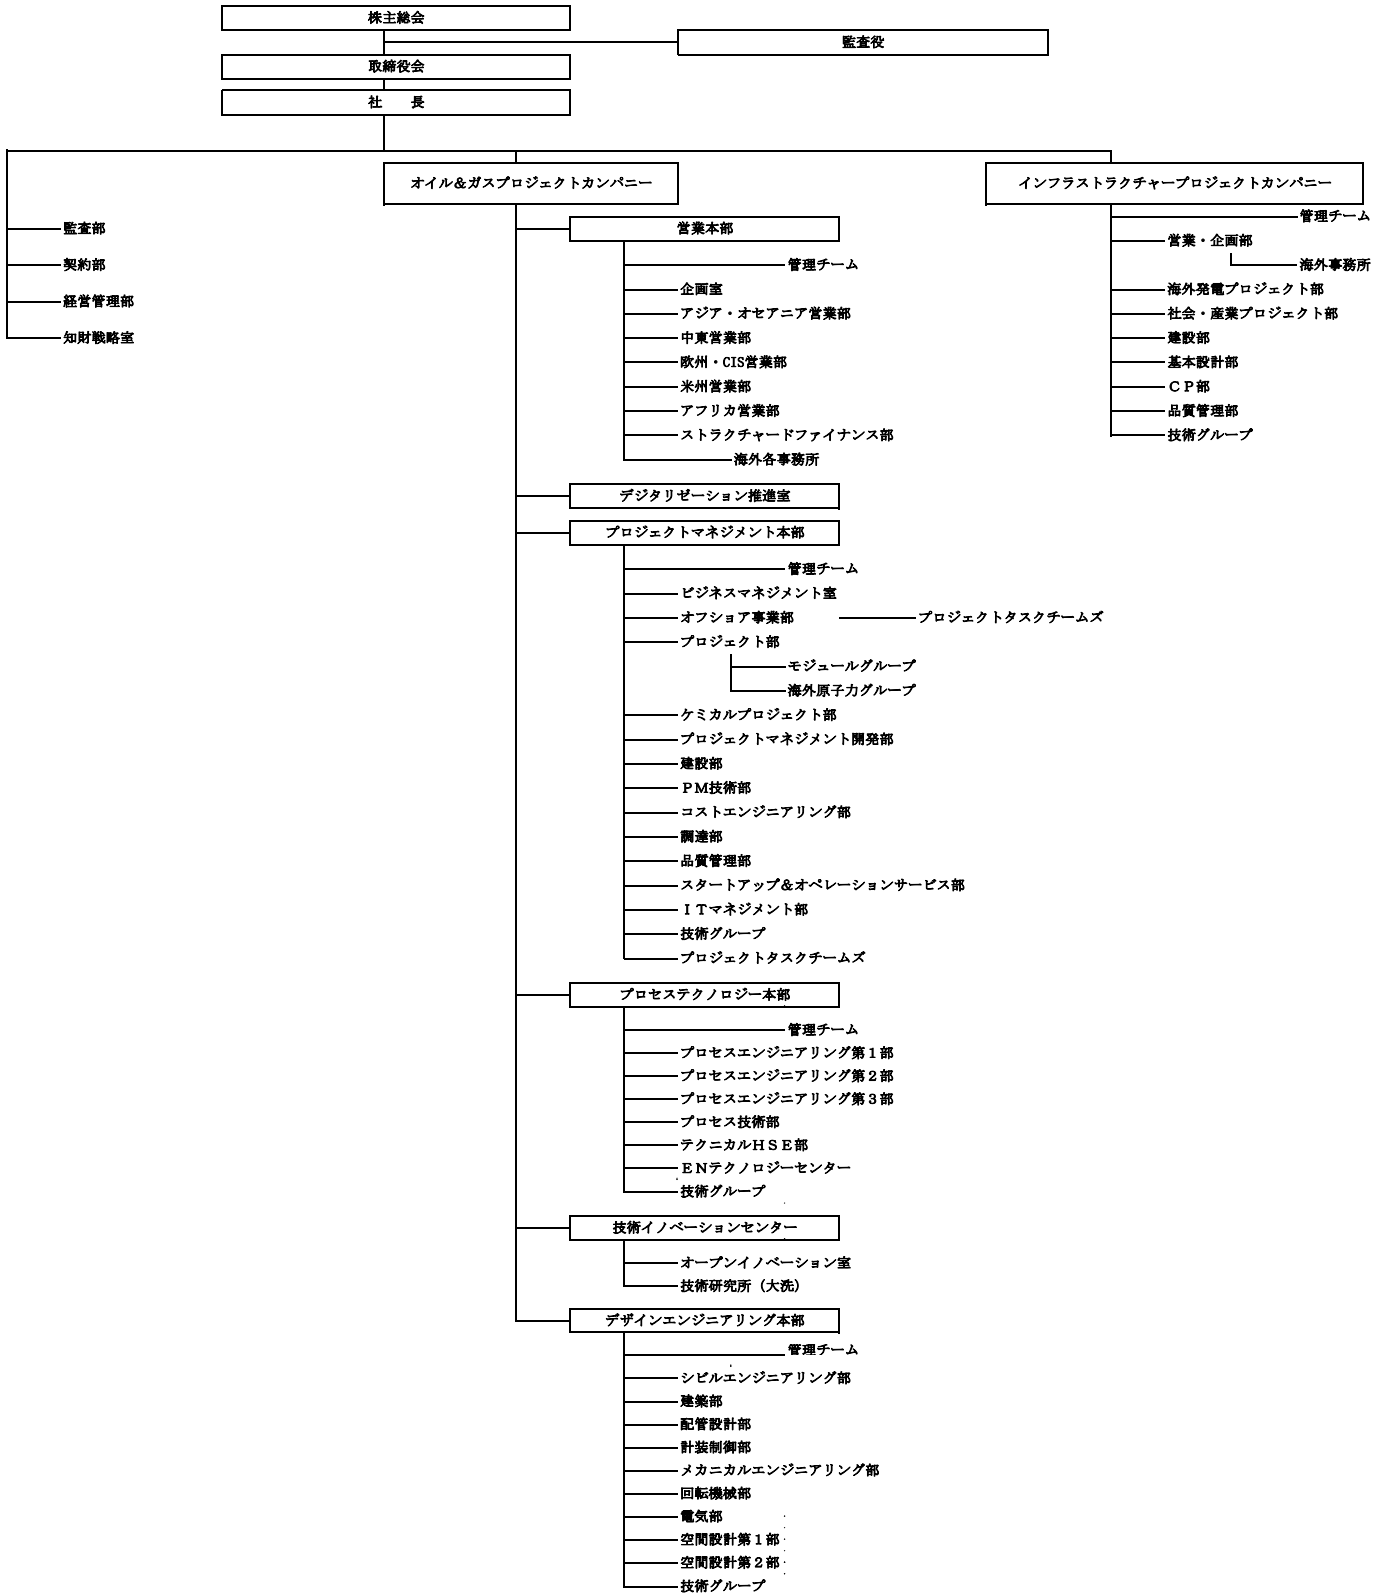 株主総会
監査役
取締役会
社　　長
オイル＆ガスプロジェクトカンパニー
インフラストラクチャープロジェクトカンパニー
監査部
契約部
経営管理部
知財戦略室
営業本部
管理チーム
企画室
アジア・オセアニア営業部
中東営業部
欧州・CIS営業部
米州営業部
アフリカ営業部
ストラクチャードファイナンス部
海外各事務所
デジタリゼーション推進室
プロジェクトマネジメント本部
管理チーム
ビジネスマネジメント室
オフショア事業部
プロジェクトタスクチームズ
プロジェクト部
モジュールグループ
海外原子力グループ
ケミカルプロジェクト部
プロジェクトマネジメント開発部
建設部
ＰＭ技術部
コストエンジニアリング部
調達部
品質管理部
スタートアップ＆オペレーションサービス部
ＩＴマネジメント部
技術グループ
プロジェクトタスクチームズ
プロセステクノロジー本部
管理チーム
プロセスエンジニアリング第１部
プロセスエンジニアリング第２部
プロセスエンジニアリング第３部
プロセス技術部
テクニカルＨＳＥ部
ＥＮテクノロジーセンター
技術グループ
技術イノベーションセンター
オープンイノベーション室
技術研究所（大洗）
デザインエンジニアリング本部
管理チーム
シビルエンジニアリング部
建築部
配管設計部
計装制御部
メカニカルエンジニアリング部
回転機械部
電気部
空間設計第１部
空間設計第２部
技術グループ
管理チーム
営業・企画部
海外事務所
海外発電プロジェクト部
社会・産業プロジェクト部
建設部
基本設計部
ＣＰ部
品質管理部
技術グループ